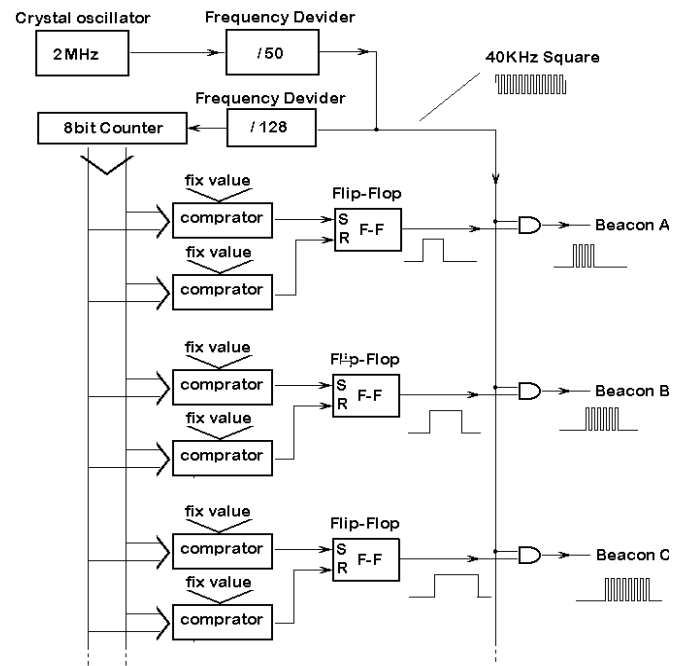 Crystal oscillator
Frequency Devider
2MHz
/ 50
40KHz Square
Frequency Devider
8bit Counter
/ 128
fix value
Flip-Flop
comprator
S
F-F
R
Beacon A
fix value
comprator
fix value
Flip-Flop
comprator
S
F-F
R
Beacon B
fix value
comprator
fix value
Flip-Flop
comprator
S
F-F
R
Beacon C
fix value
comprator